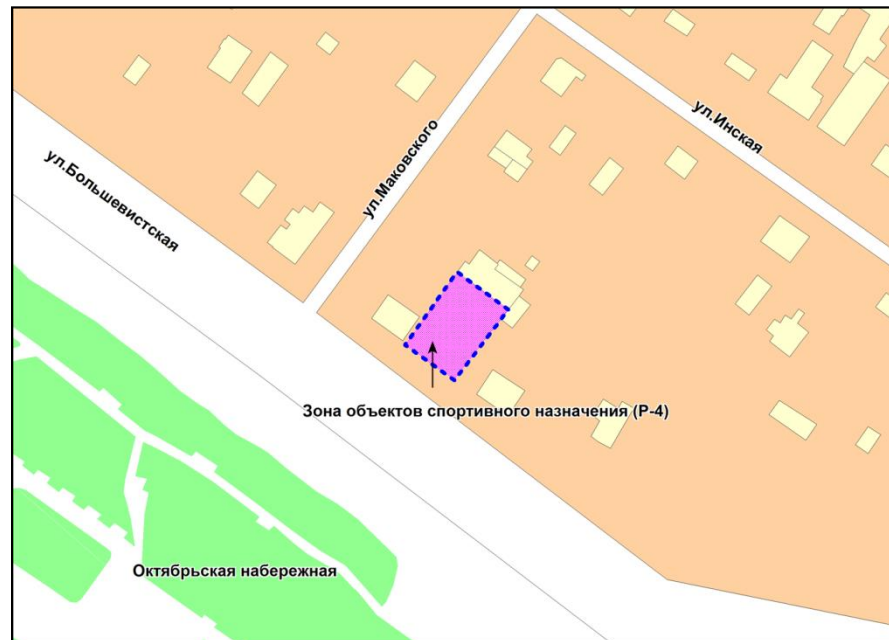 ул.Инская
ул.Маковского
ул.Большевистская
Зона объектов спортивного назначения (Р-4)
Октябрьская набережная